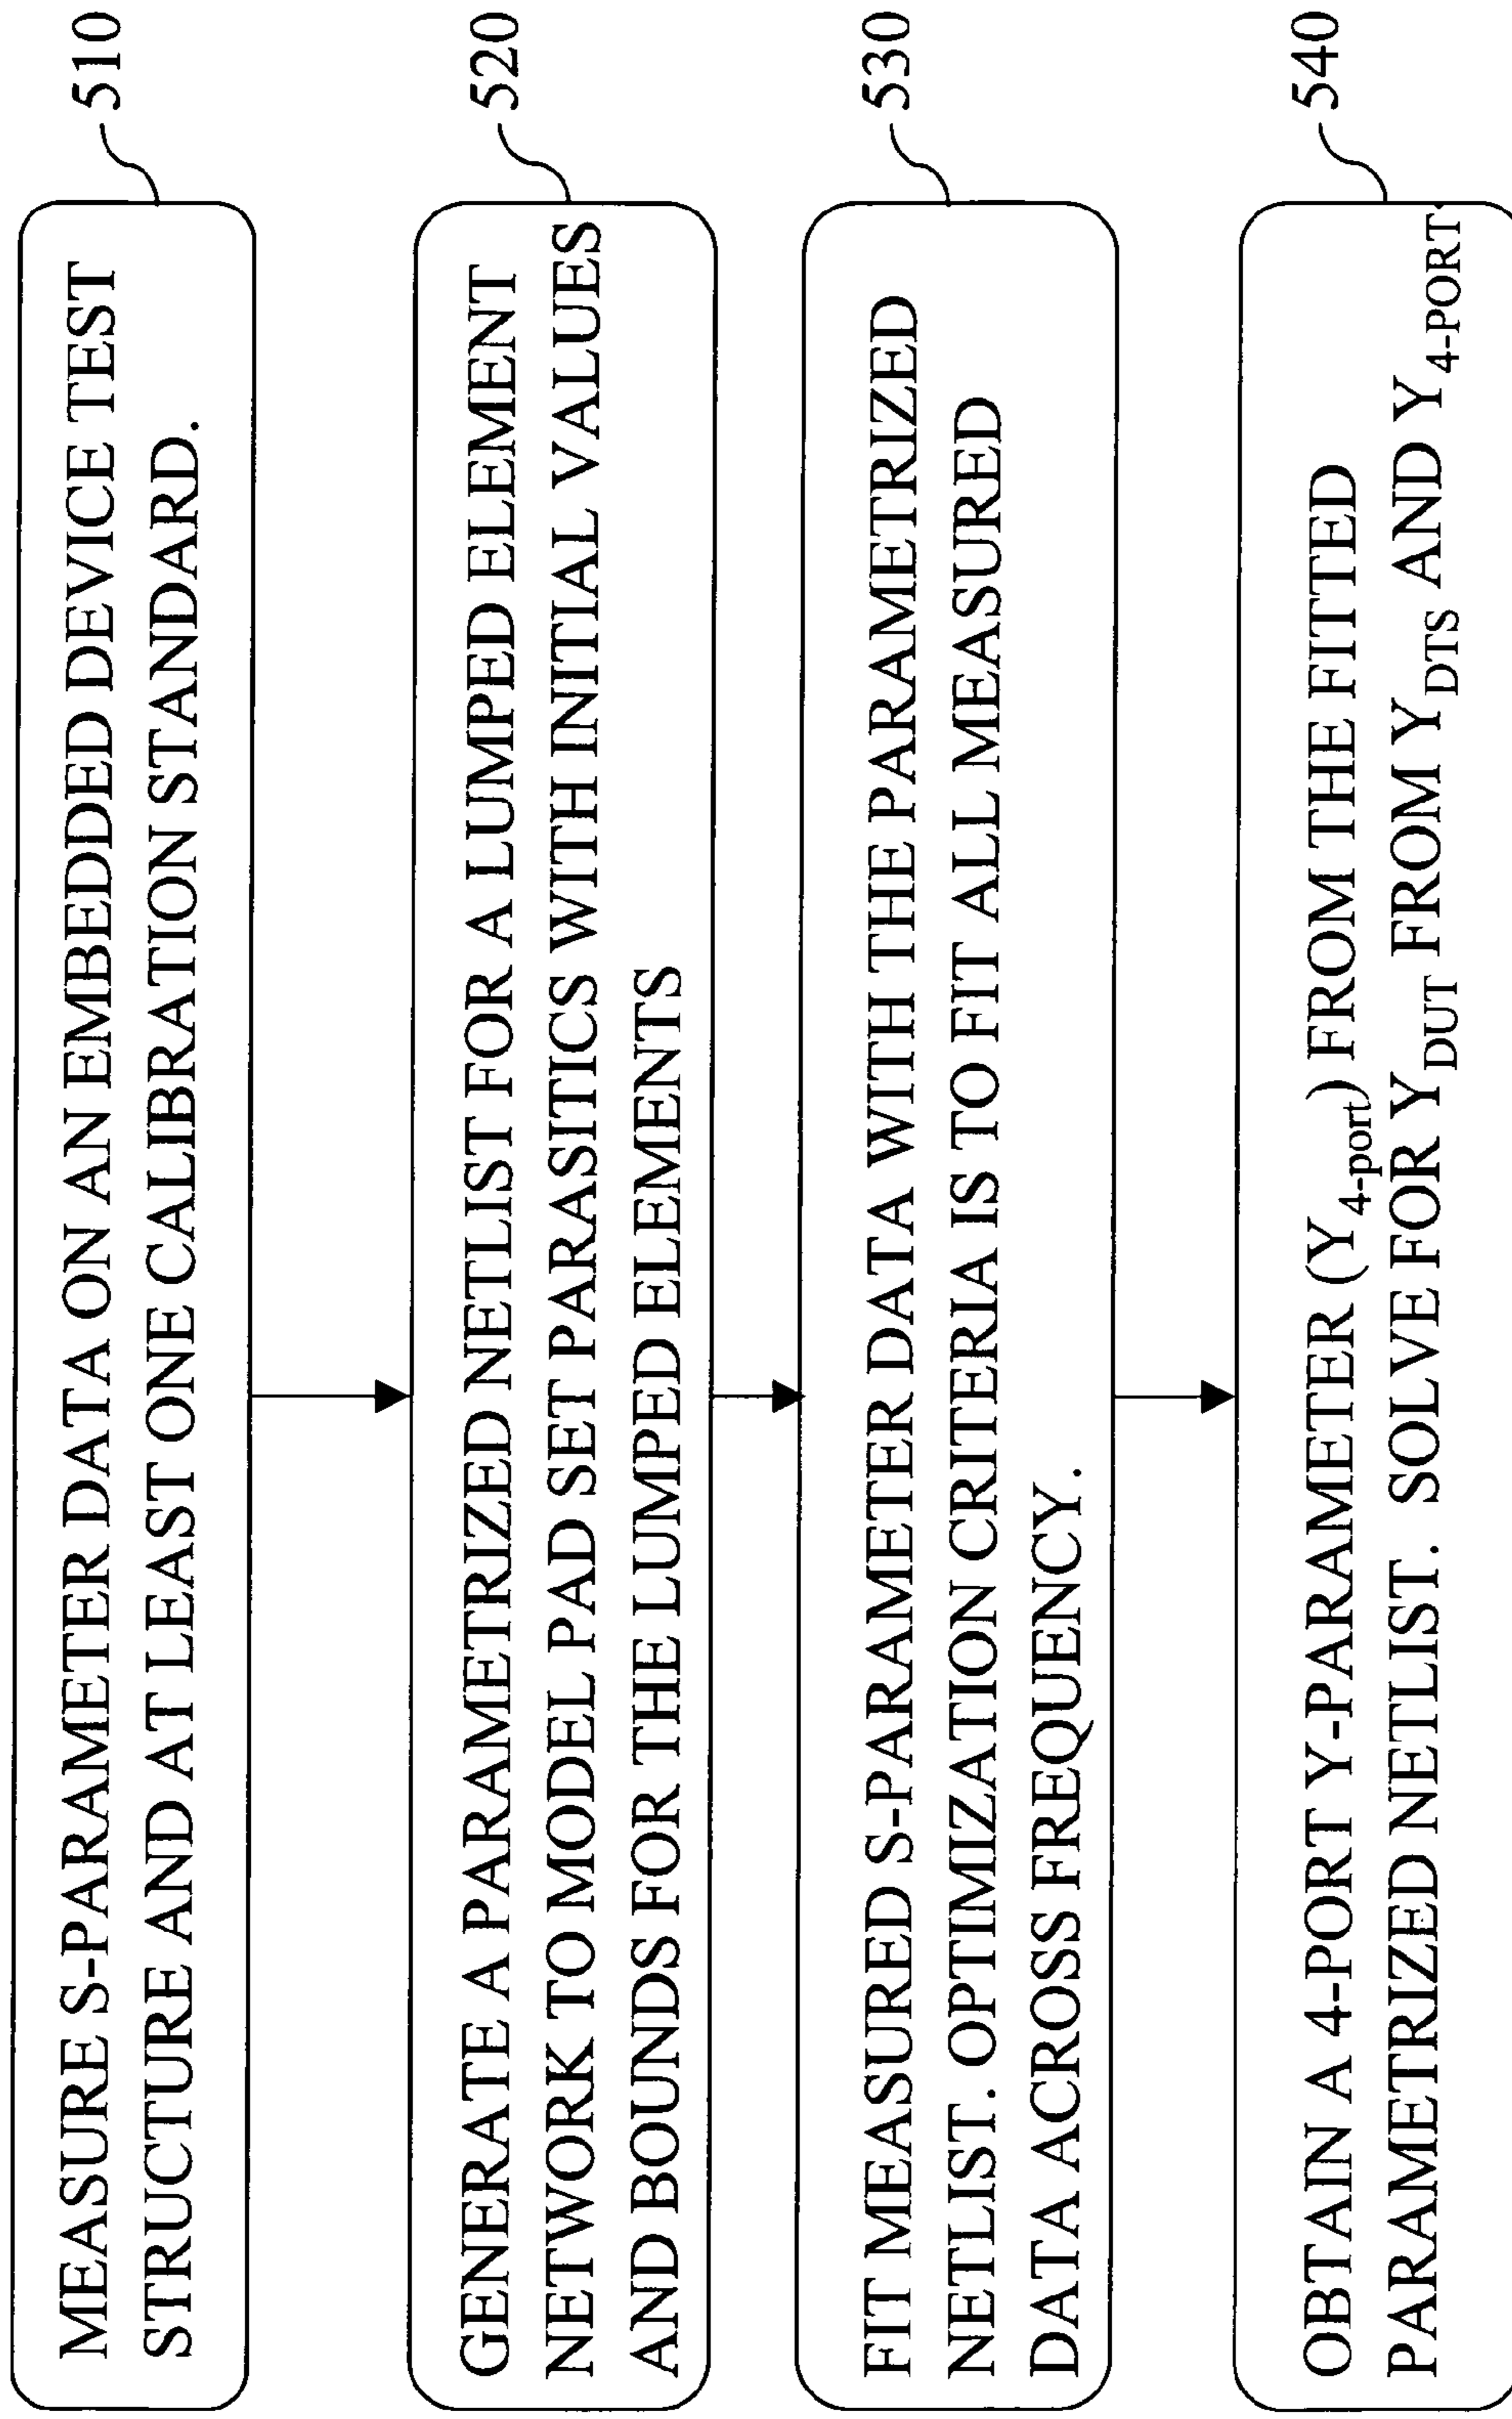 MEASURE S-PARAMETER DATA ON AN EMBEDDED DEVICE TEST
STRUCTURE AND AT LEAST ONE CALIBRATION STANDARD.
510
GENERATE A PARAMETRIZED NETLIST FOR A LUMPED ELEMENT
NETWORK TO MODEL PAD SET PARASITICS WITH INITIAL VALUES
AND BOUNDS FOR THE LUMPED ELEMENTS
520
FIT MEASURED S-PARAMETER DATA WITH THE PARAMETRIZED
NETLIST. OPTIMIZATION CRITERIA IS TO FIT ALL MEASURED
DATA ACROSS FREQUENCY.
530
OBTAIN A 4-PORT Y-PARAMETER (Y4-port) FROM THE FITTED
PARAMETRIZED NETLIST. SOLVE FOR YDUT FROM YDTS AND Y4-PORT.
540